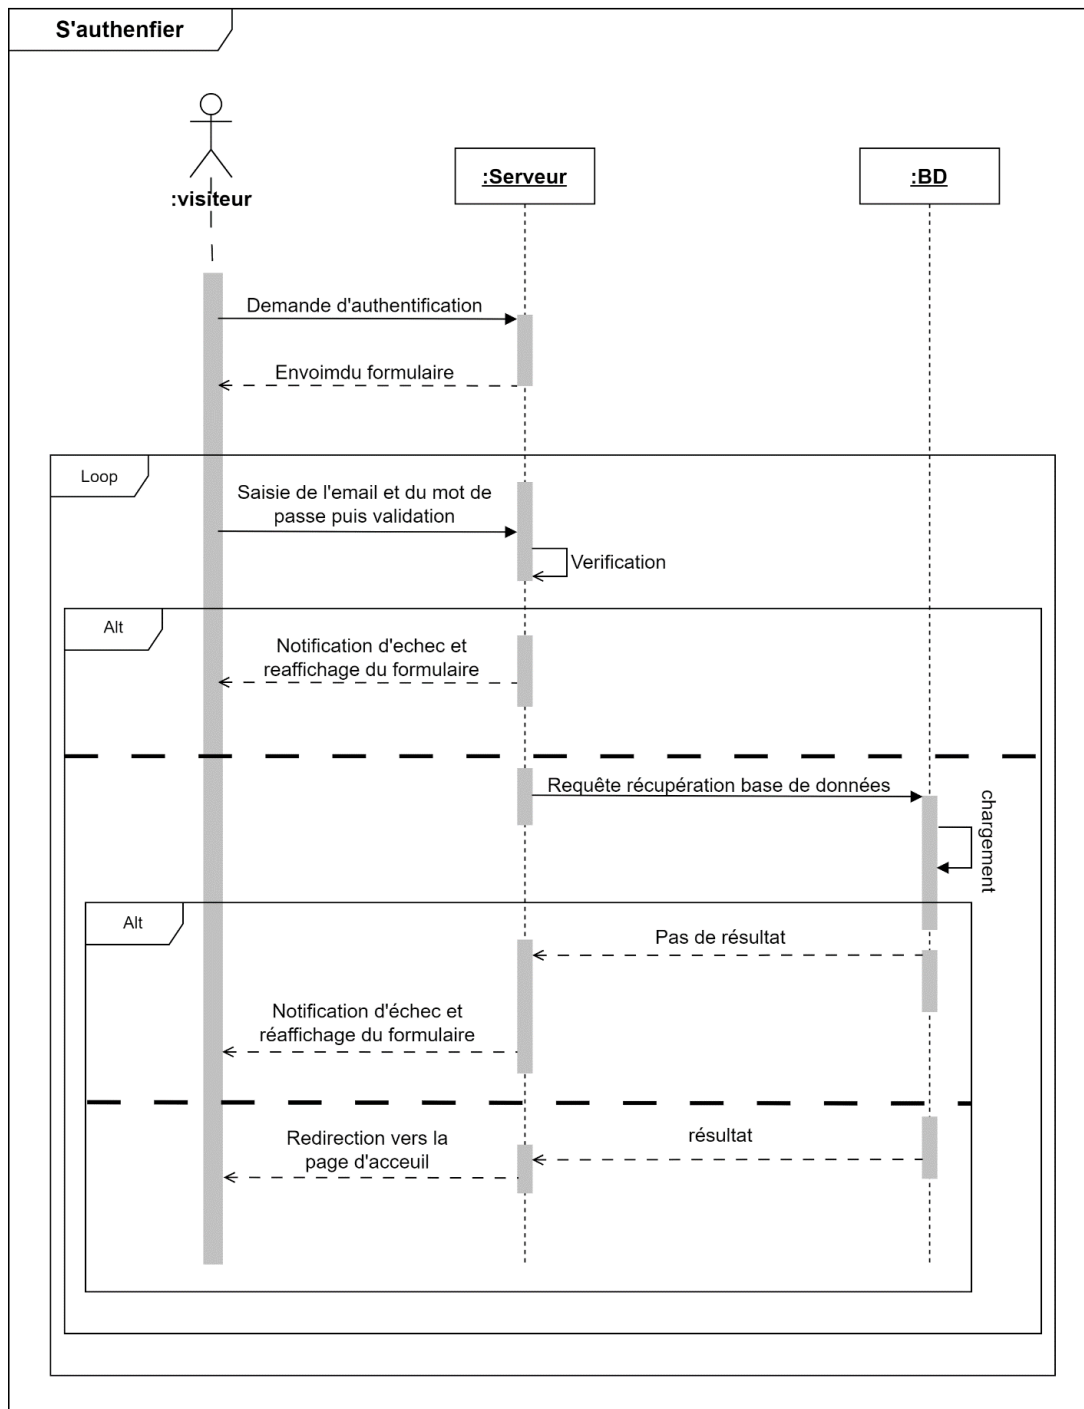 S'authenfier
:visiteur
:Serveur
:BD
Demande d'authentification
Envoimdu formulaire
Loop
Saisie de l'email et du mot de
passe puis validation
Verification
Alt
Notification d'echec et
reaffichage du formulaire
Requête récupération base de données
chargement
Alt
Pas de résultat
Notification d'échec et
réaffichage du formulaire
résultat
Redirection vers la
page d'acceuil